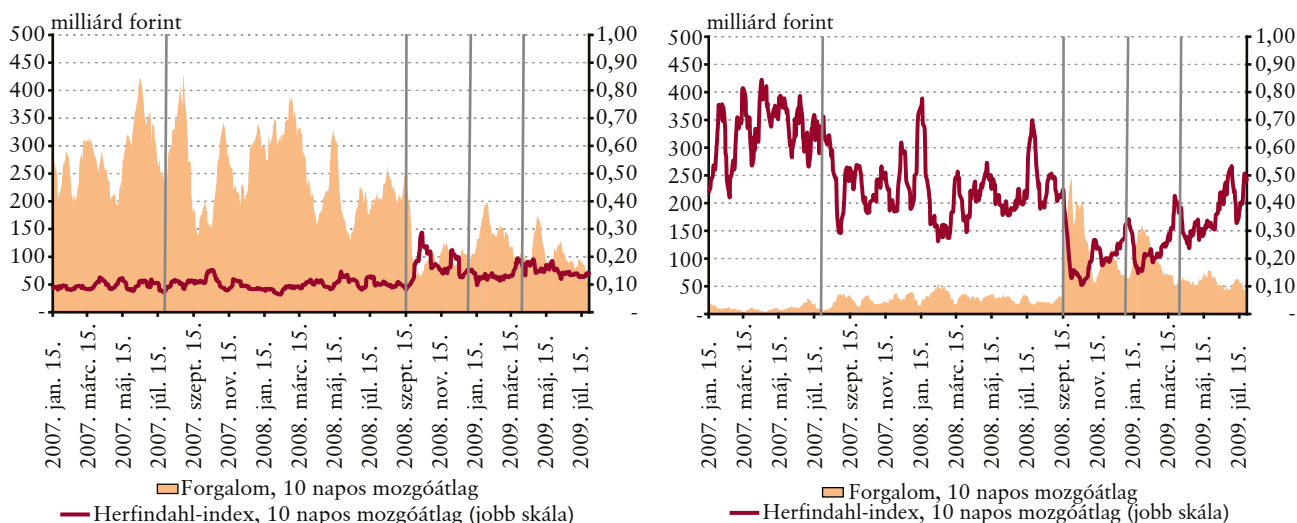 milliárd forint
500
450
400
350
300
250
200
150
100
50
-
1,00
0,90
0,80
0,70
0,60
0,50
0,40
0,30
0,20
0,10
-
2007. jan. 15.
2007. márc. 15.
2007. máj. 15.
2007. júl. 15.
2007. szept. 15.
2007. nov. 15.
2008. jan. 15.
2008. márc. 15.
2008. máj. 15.
2008. júl. 15.
2008. szept. 15.
2008. nov. 15.
2009. jan. 15.
2009. márc. 15.
2009. máj. 15.
2009. júl. 15.
Forgalom, 10 napos mozgóátlag
Herfindahl-index, 10 napos mozgóátlag (jobb skála)
milliárd forint
500
450
400
350
300
250
200
150
100
50
-
1,00
0,90
0,80
0,70
0,60
0,50
0,40
0,30
0,20
0,10
-
2007. jan. 15.
2007. márc. 15.
2007. máj. 15.
2007. júl. 15.
2007. szept. 15.
2007. nov. 15.
2008. jan. 15.
2008. márc. 15.
2008. máj. 15.
2008. júl. 15.
2008. szept. 15.
2008. nov. 15.
2009. jan. 15.
2009. márc. 15.
2009. máj. 15.
2009. júl. 15.
Forgalom, 10 napos mozgóátlag
Herfindahl-index, 10 napos mozgóátlag (jobb skála)